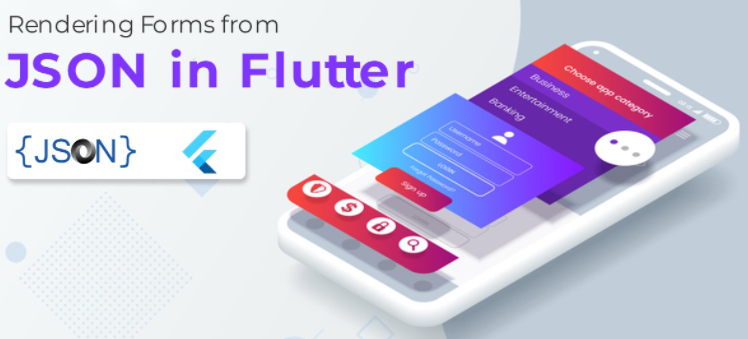 Rendering Forms from
JSON in Flutter
{JSON}
Choose app category
Business
Entertainment
Banking
Username
Password
LOGIN
Forgot Password?
Sign up
$